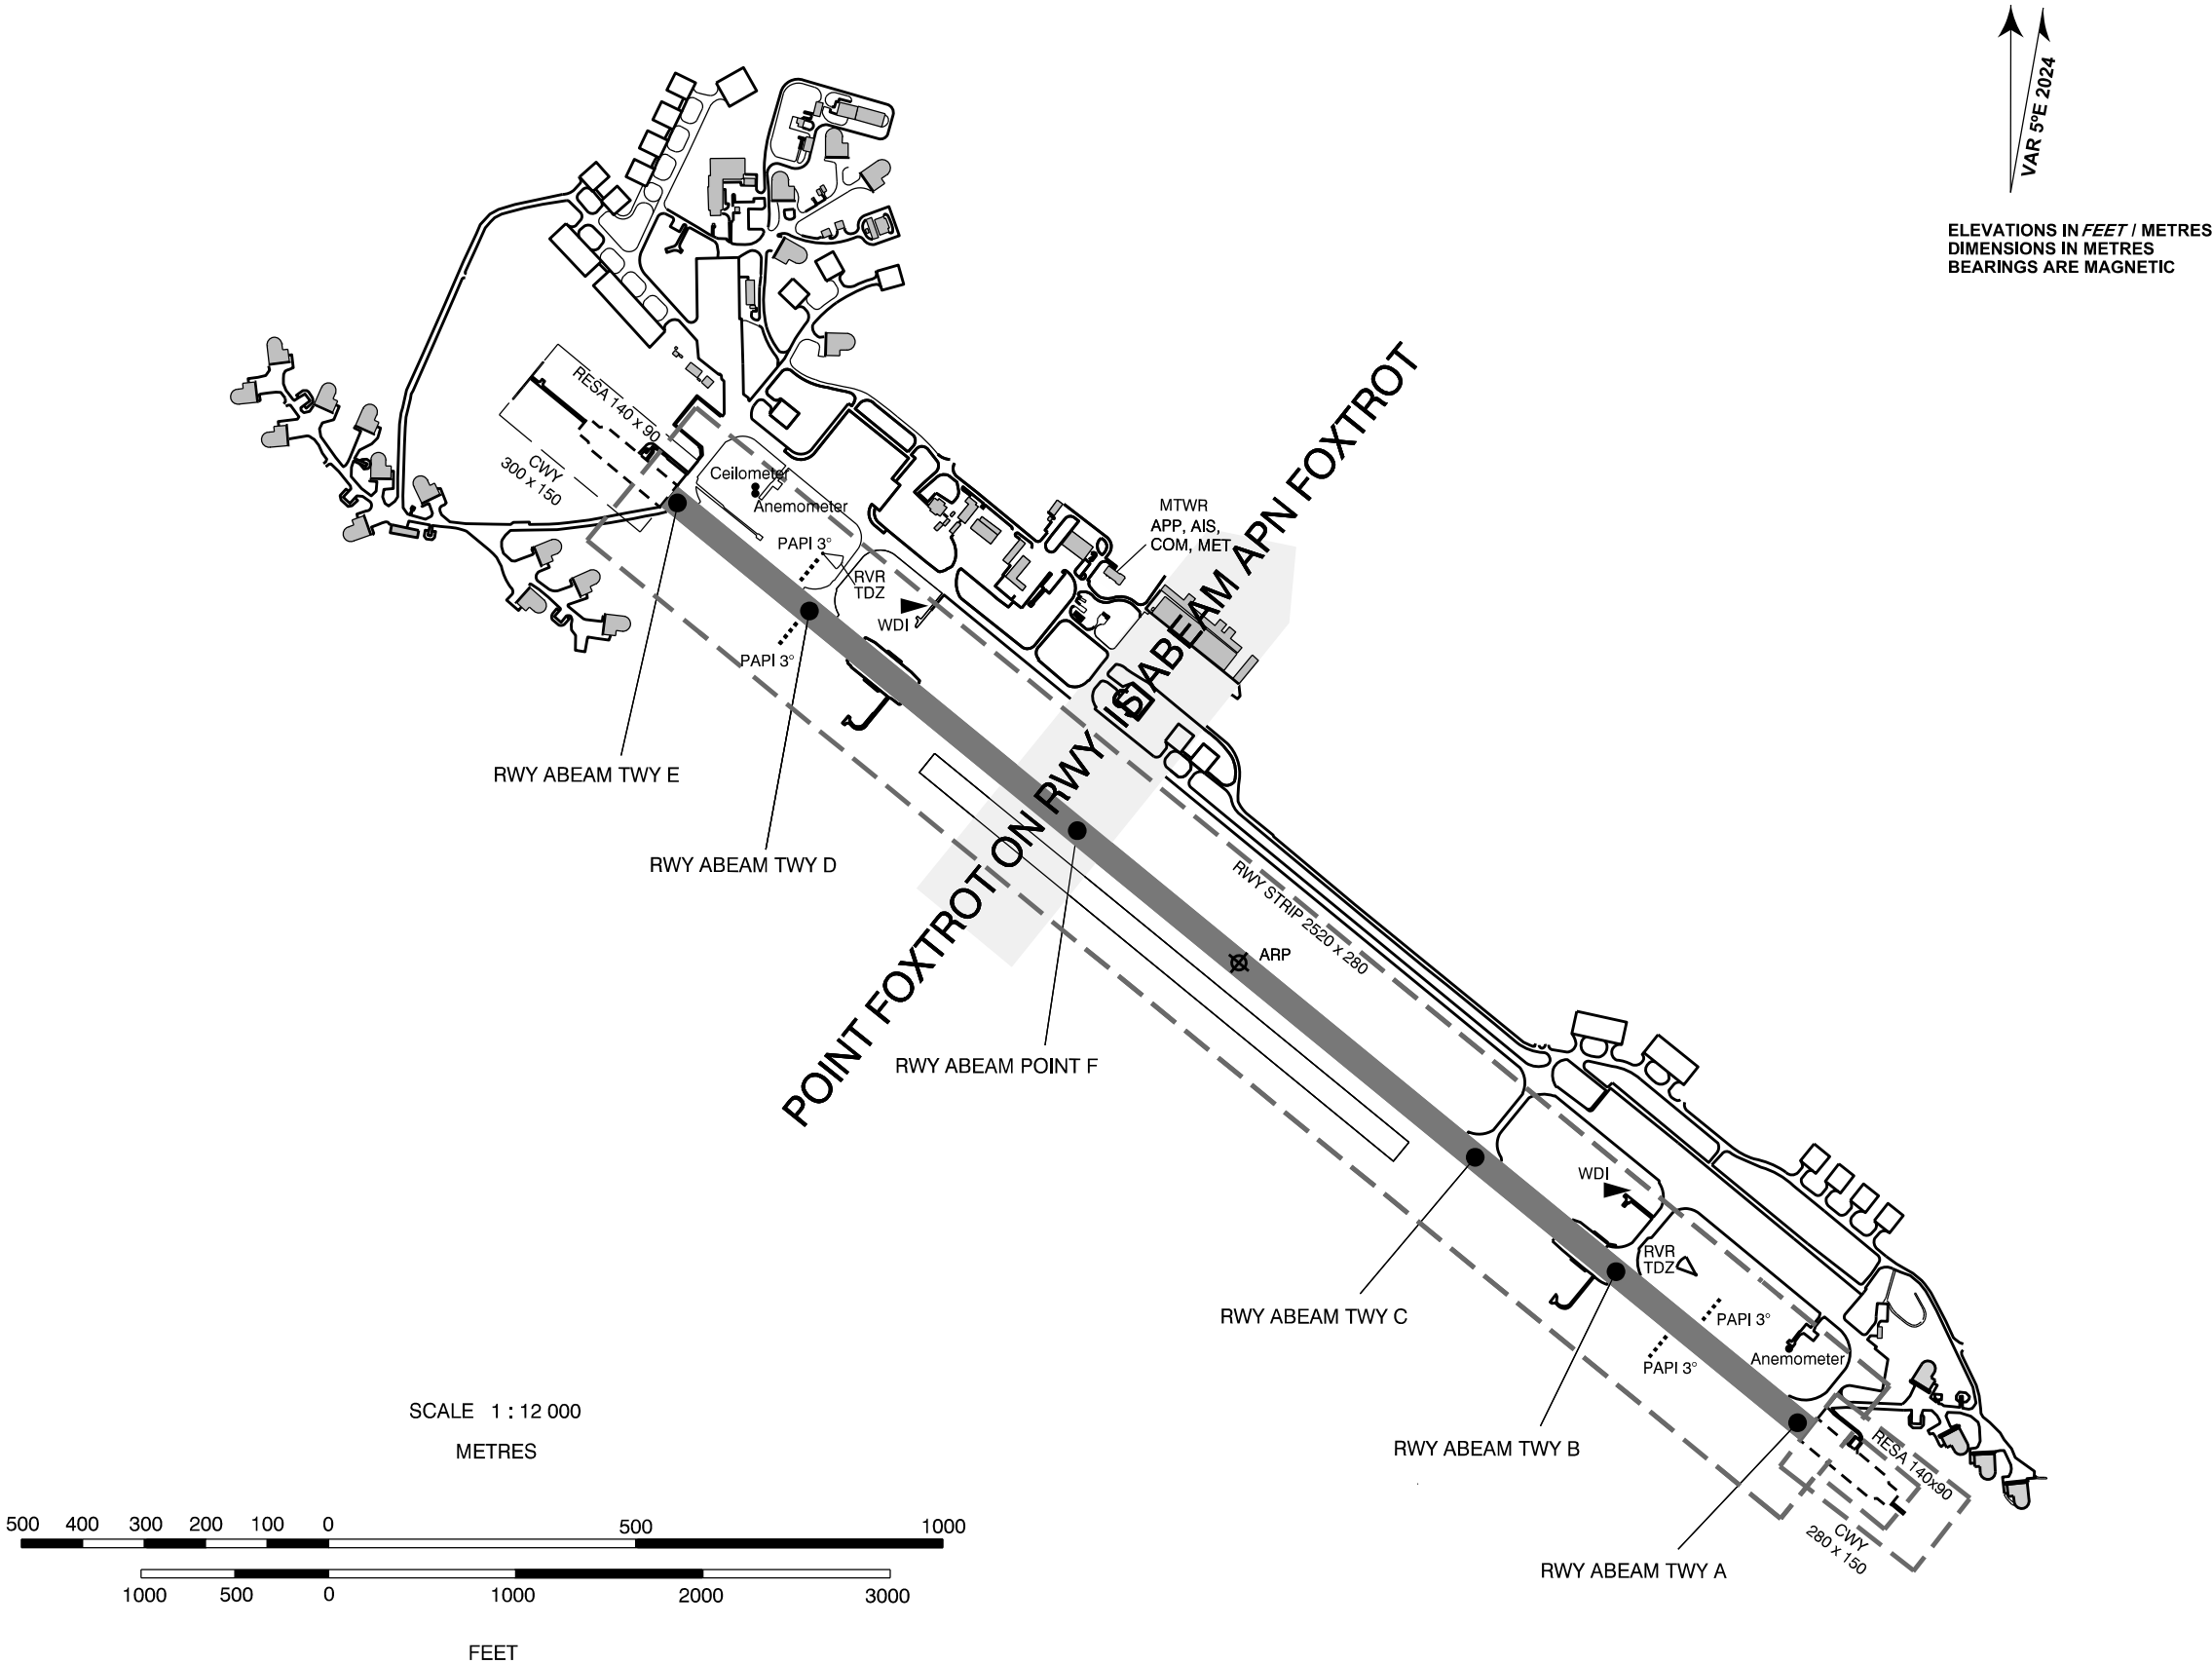 VAR 5°E 2024
ELEVATIONS IN FEET / METRES
DIMENSIONS IN METRES
BEARINGS ARE MAGNETIC
POINT FOXTROT ON RWY IS ABEAM APN FOXTROT
RESA 140 x 90
CWY
300 x 150
Ceilometer
Anemometer
MTWR
APP, AIS,
COM, MET
PAPI 3°
RVR
TDZ
WDI
PAPI 3°
RWY ABEAM TWY E
RWY ABEAM TWY D
RWY STRIP 2520 x 280
ARP
RWY ABEAM POINT F
WDI
RVR
TDZ
PAPI 3°
PAPI 3°
Anemometer
RWY ABEAM TWY C
RWY ABEAM TWY B
RESA 140x90
CWY
280 x 150
RWY ABEAM TWY A
SCALE 1 : 12 000
METRES
500 400 300 200 100 0 500 1000
1000 500 0 1000 2000 3000
FEET